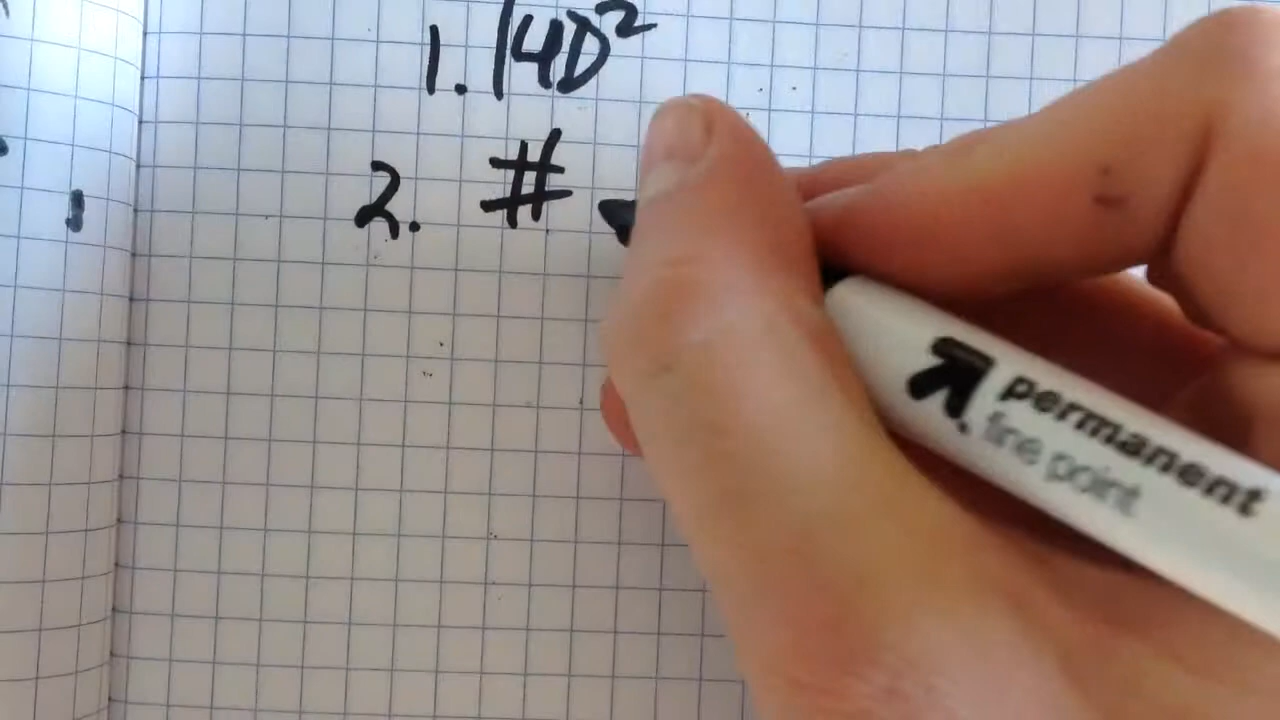 1. 14D²
2. #
permanent
fine point